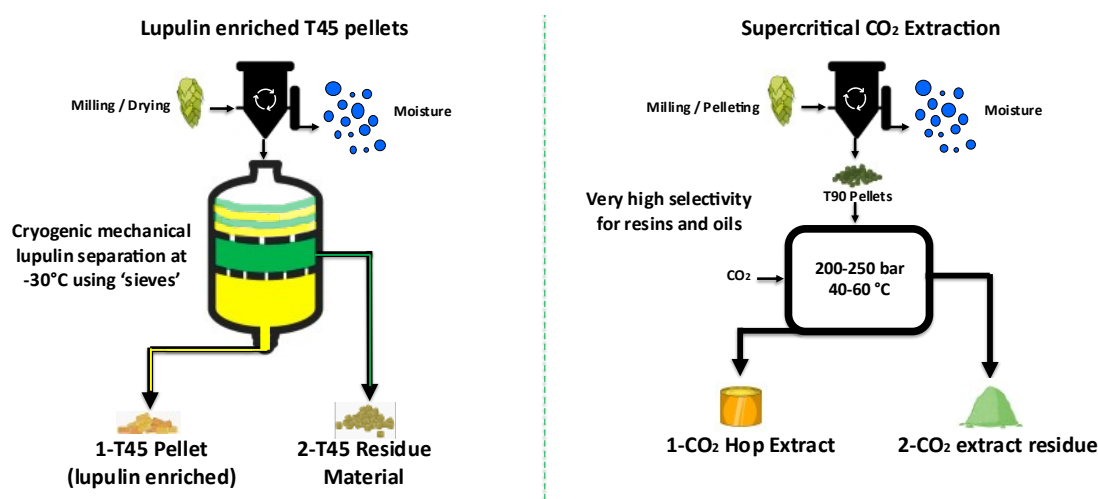 Lupulin enriched T45 pellets
Milling / Drying
Moisture
Cryogenic mechanical
lupulin separation at
-30°C using ‘sieves’
1-T45 Pellet
(lupulin enriched)
2-T45 Residue
Material
Supercritical CO₂ Extraction
Milling / Pelleting
Moisture
T90 Pellets
Very high selectivity
for resins and oils
CO₂
200-250 bar
40-60 °C
1-CO₂ Hop Extract
2-CO₂ extract residue